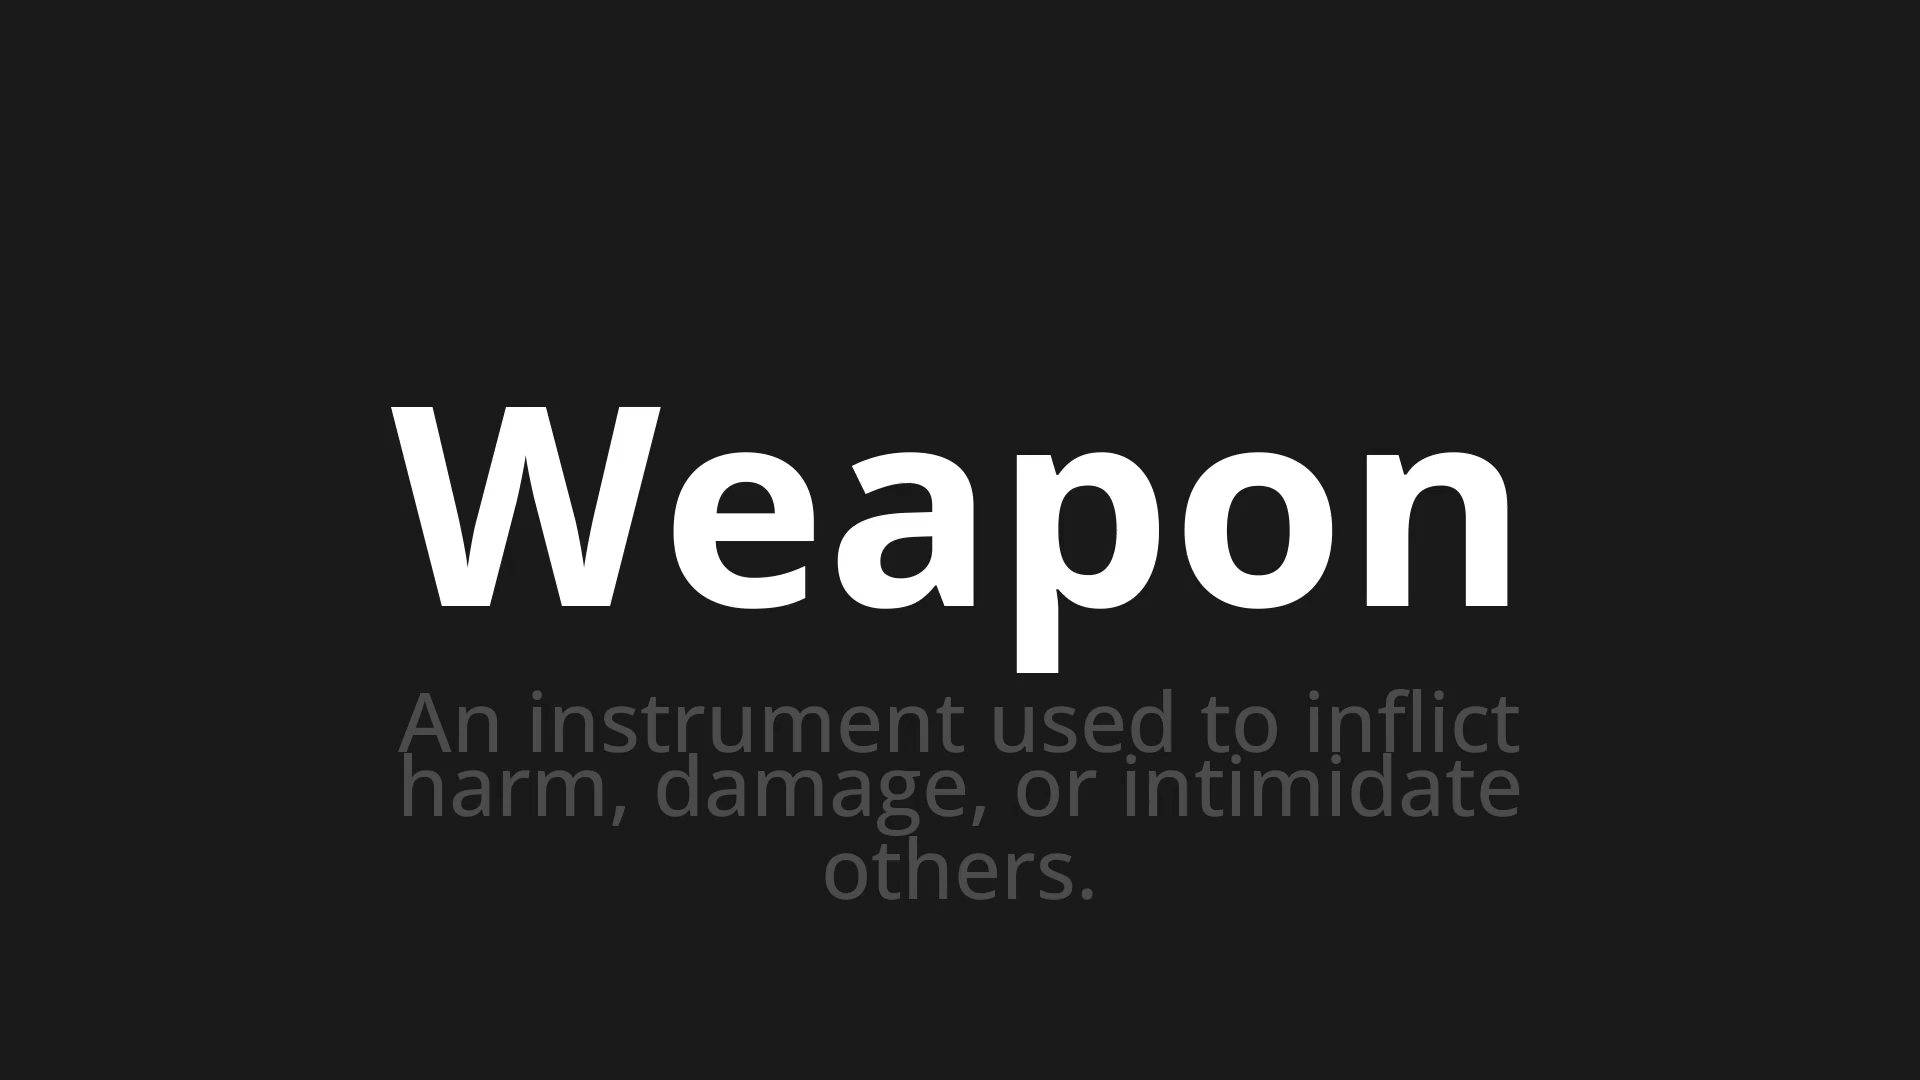 Weapon
An instrument used to inflict
harm, damage, or intimidate
others.